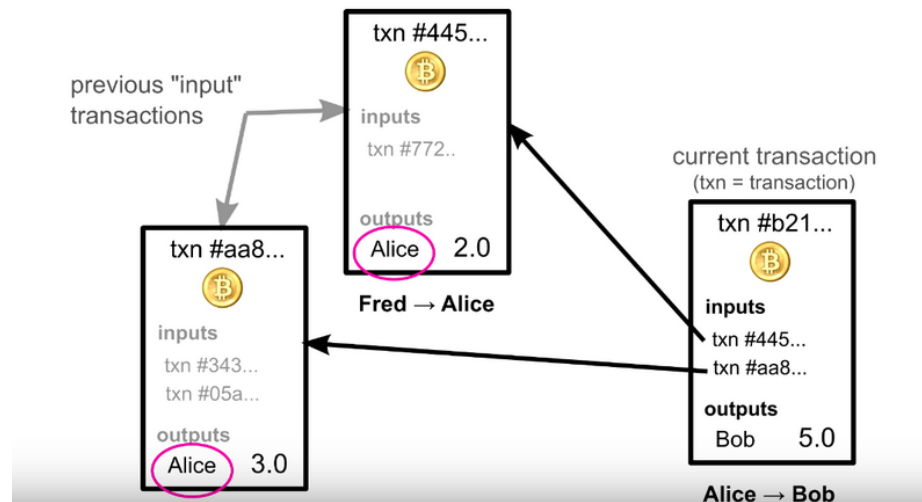 previous "input"
transactions
txn #445...
inputs
txn #772..
outputs
Alice 2.0
Fred → Alice
txn #aa8...
inputs
txn #343...
txn #05a...
outputs
Alice 3.0
current transaction
(txn = transaction)
txn #b21...
inputs
txn #445...
txn #aa8...
outputs
Bob 5.0
Alice → Bob